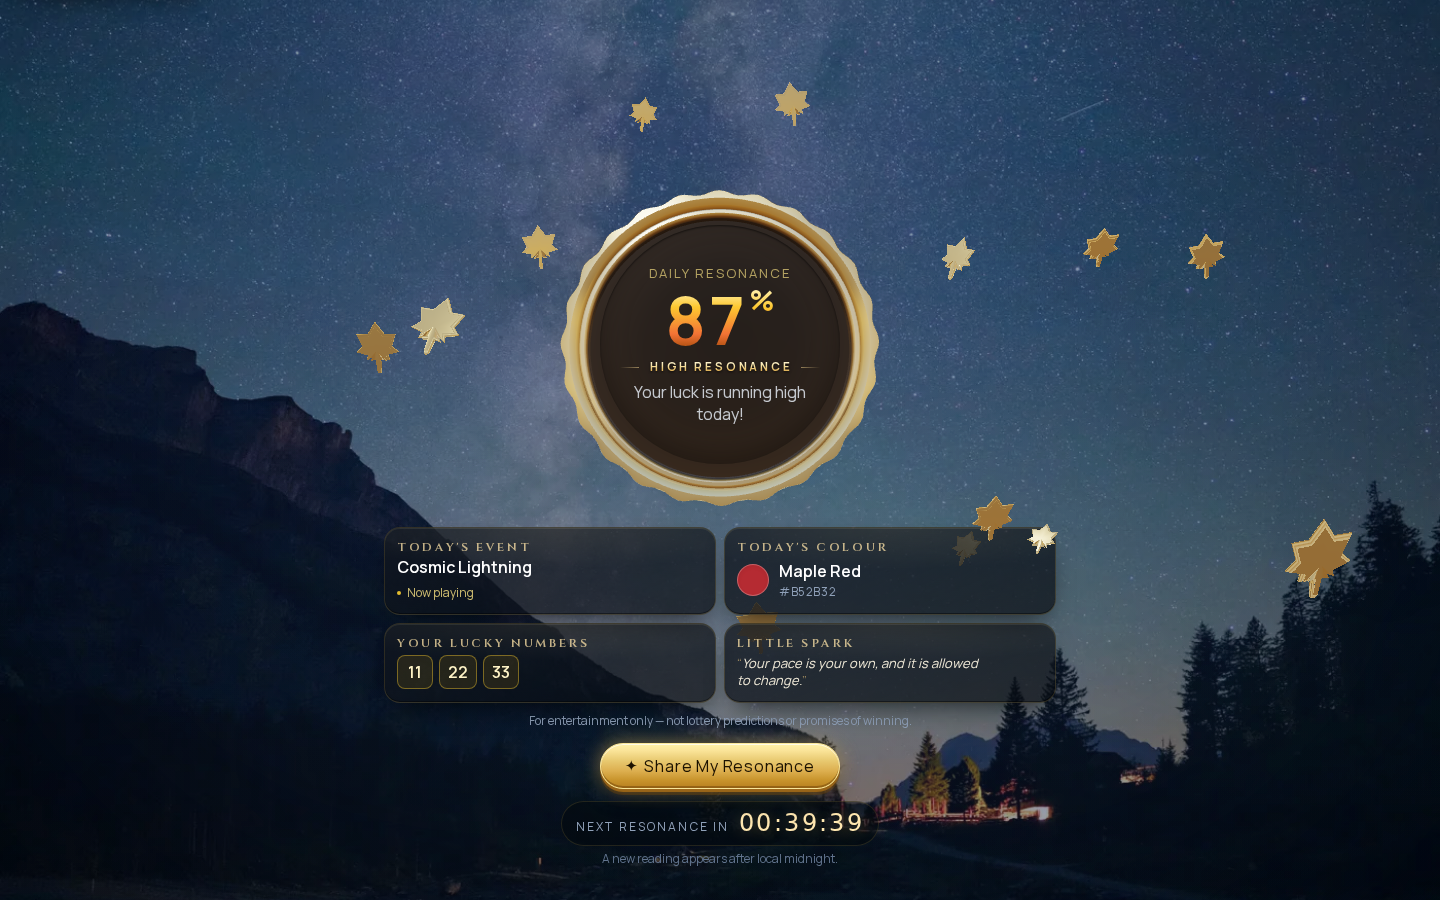 DAILY RESONANCE
87%
HIGH RESONANCE
Your luck is running high
today!
TODAY'S EVENT
Cosmic Lightning
Now playing
TODAY'S COLOUR
Maple Red
#B52B32
YOUR LUCKY NUMBERS
11 22 33
LITTLE SPARK
"Your pace is your own, and it is allowed
to change."
For entertainment only — not lottery predictions or promises of winning.
✦ Share My Resonance
NEXT RESONANCE IN 00:39:39
A new reading appears after local midnight.